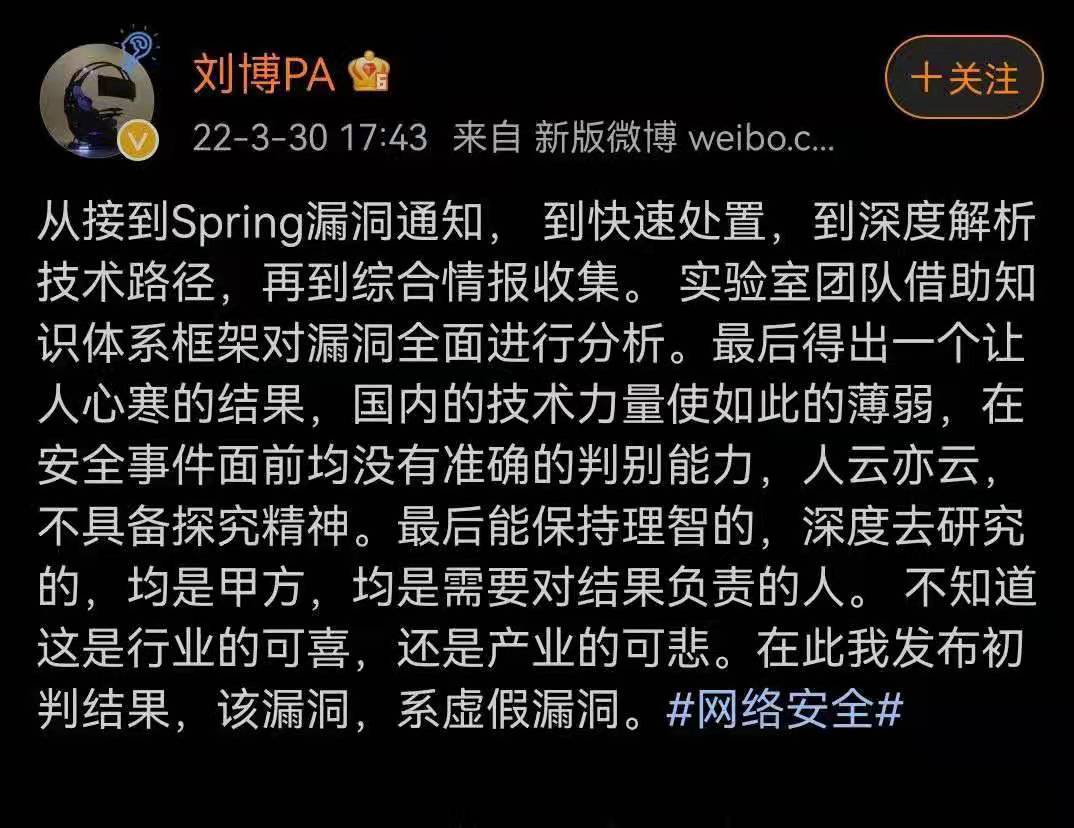 刘博PA
6
+关注
22-3-30 17:43 来自 新版微博 weibo.c...
从接到Spring漏洞通知， 到快速处置，到深度解析
技术路径，再到综合情报收集。 实验室团队借助知
识体系框架对漏洞全面进行分析。最后得出一个让
人心寒的结果，国内的技术力量使如此的薄弱，在
安全事件面前均没有准确的判别能力，人云亦云，
不具备探究精神。最后能保持理智的，深度去研究
的，均是甲方，均是需要对结果负责的人。 不知道
这是行业的可喜，还是产业的可悲。在此我发布初
判结果，该漏洞，系虚假漏洞。#网络安全#